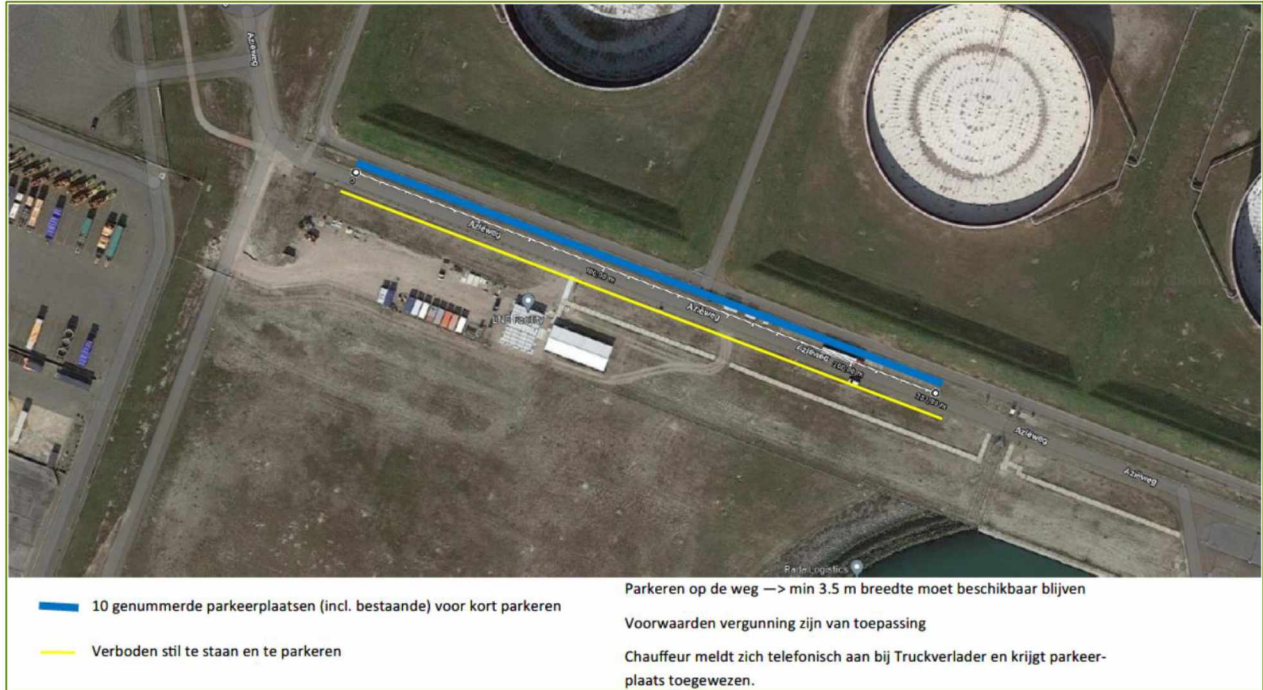 Azieweg
Azieweg
Azieweg
Azieweg
Azieweg
Azieweg
Rada Logistics
10 genummerde parkeerplaatsen (incl. bestaande) voor kort parkeren
Verboden stil te staan en te parkeren
Parkeren op de weg —> min 3.5 m breedte moet beschikbaar blijven
Voorwaarden vergunning zijn van toepassing
Chauffeur meldt zich telefonisch aan bij Truckverlader en krijgt parkeer-
plaats toegewezen.